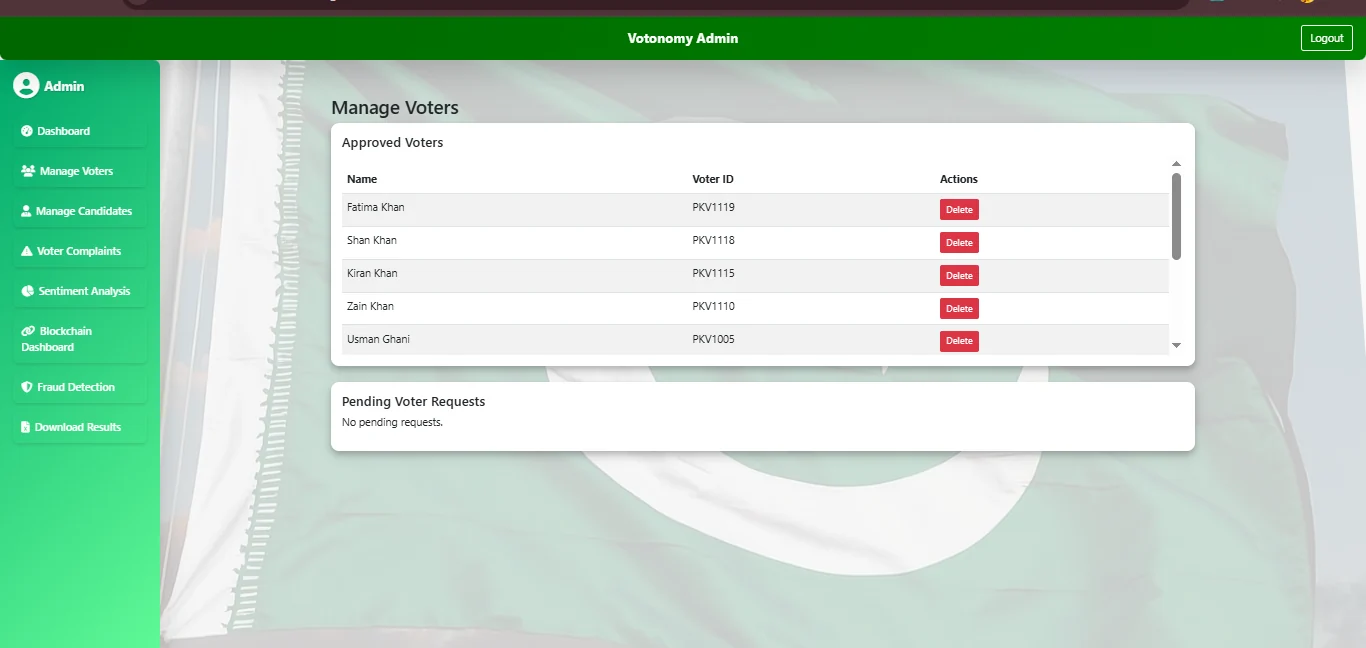 Votonomy Admin
Logout
Admin
Dashboard
Manage Voters
Manage Candidates
Voter Complaints
Sentiment Analysis
Blockchain
Dashboard
Fraud Detection
Download Results
Manage Voters
Approved Voters
Name Voter ID Actions
Fatima Khan PKV1119 Delete
Shan Khan PKV1118 Delete
Kiran Khan PKV1115 Delete
Zain Khan PKV1110 Delete
Usman Ghani PKV1005 Delete
Pending Voter Requests
No pending requests.